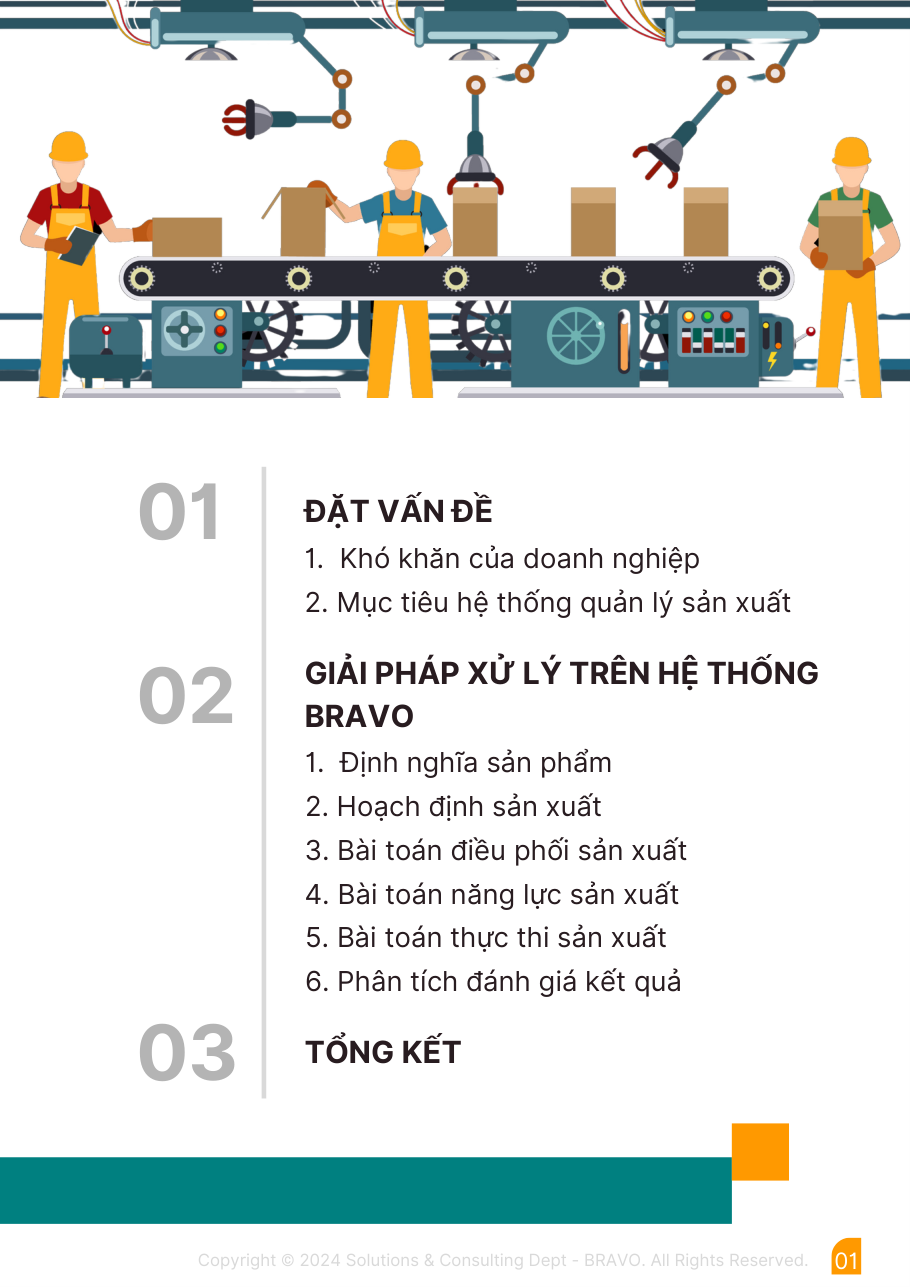 01
ĐẶT VẤN ĐỀ
1. Khó khăn của doanh nghiệp
2. Mục tiêu hệ thống quản lý sản xuất
02
GIẢI PHÁP XỬ LÝ TRÊN HỆ THỐNG
BRAVO
1. Định nghĩa sản phẩm
2. Hoạch định sản xuất
3. Bài toán điều phối sản xuất
4. Bài toán năng lực sản xuất
5. Bài toán thực thi sản xuất
6. Phân tích đánh giá kết quả
03
TỔNG KẾT
Copyright © 2024 Solutions & Consulting Dept - BRAVO. All Rights Reserved.
01